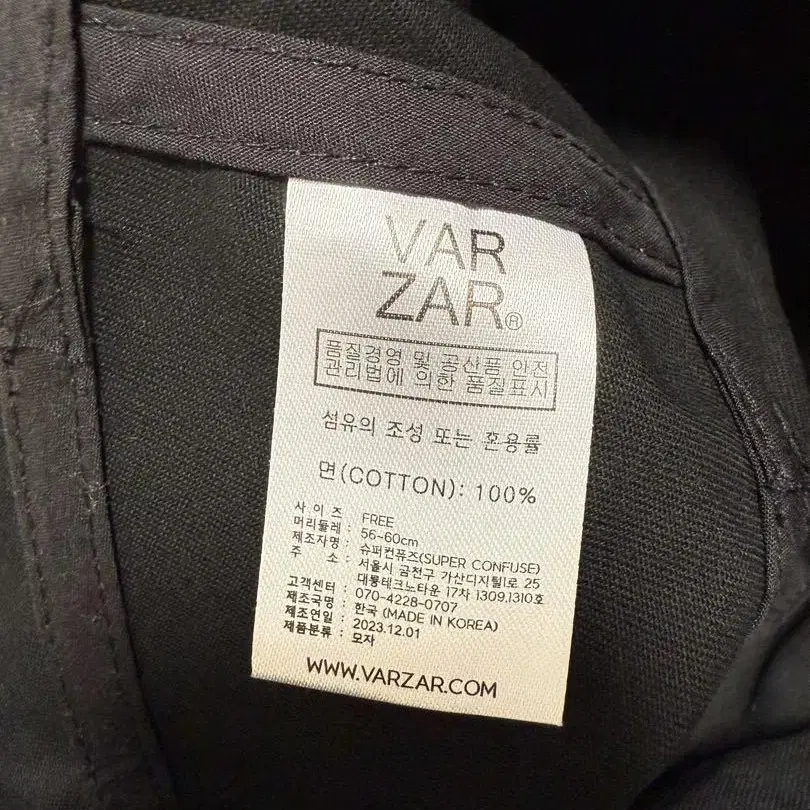 VAR
ZAR®
품질경영 및 공산품 안전
관리법에 의한 품질표시
섬유의 조성 또는 혼용률
면(COTTON): 100%
사 이 즈 : FREE
머리둘레 : 56~60cm
제조자명 : 슈퍼컨퓨즈(SUPER CONFUSE)
주 소 : 서울시 금천구 가산디지털1로 25
대륭테크노타운 17차 1309,1310호
고객센터 : 070-4228-0707
제조국명 : 한국 (MADE IN KOREA)
제조연일 : 2023.12.01
제품분류 : 모자
WWW.VARZAR.COM